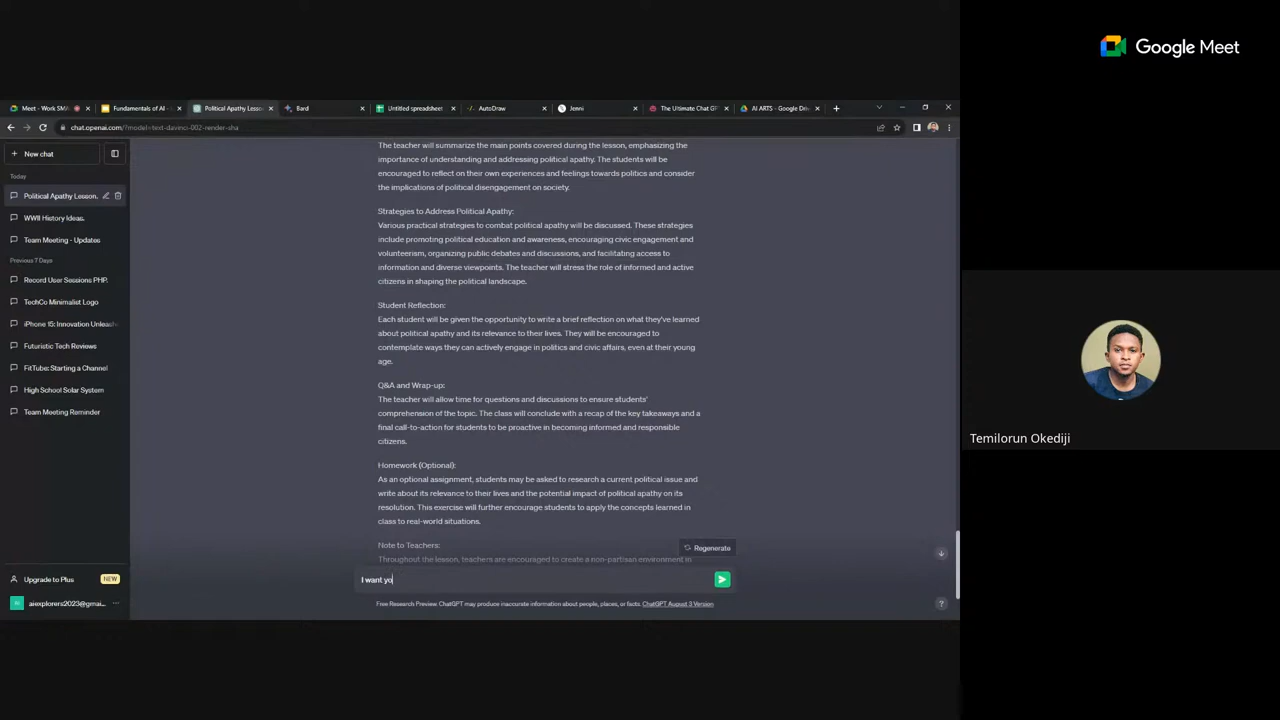 Google Meet
Meet - Work SMA
Fundamentals of AI -
Political Apathy Lesso
Bard
Untitled spreadsheet
AutoDraw
Jenni
The Ultimate Chat GP
AI ARTS - Google Dri
chat.openai.com/?model=text-davinci-002-render-sha
New chat
Today
Political Apathy Lesson.
WWII History Ideas.
Team Meeting - Updates
Previous 7 Days
Record User Sessions PHP.
TechCo Minimalist Logo
iPhone 15: Innovation Unleash
Futuristic Tech Reviews
FitTube: Starting a Channel
High School Solar System
Team Meeting Reminder
Upgrade to Plus
NEW
aiexplorers2023@gmai...
The teacher will summarize the main points covered during the lesson, emphasizing the
importance of understanding and addressing political apathy. The students will be
encouraged to reflect on their own experiences and feelings towards politics and consider
the implications of political disengagement on society.
Strategies to Address Political Apathy:
Various practical strategies to combat political apathy will be discussed. These strategies
include promoting political education and awareness, encouraging civic engagement and
volunteerism, organizing public debates and discussions, and facilitating access to
information and diverse viewpoints. The teacher will stress the role of informed and active
citizens in shaping the political landscape.
Student Reflection:
Each student will be given the opportunity to write a brief reflection on what they've learned
about political apathy and its relevance to their lives. They will be encouraged to
contemplate ways they can actively engage in politics and civic affairs, even at their young
age.
Q&A and Wrap-up:
The teacher will allow time for questions and discussions to ensure students'
comprehension of the topic. The class will conclude with a recap of the key takeaways and a
final call-to-action for students to be proactive in becoming informed and responsible
citizens.
Homework (Optional):
As an optional assignment, students may be asked to research a current political issue and
write about its relevance to their lives and the potential impact of political apathy on its
resolution. This exercise will further encourage students to apply the concepts learned in
class to real-world situations.
Note to Teachers:
Throughout the lesson, teachers are encouraged to create a non-partisan environment in
Regenerate
I want yo
Free Research Preview. ChatGPT may produce inaccurate information about people, places, or facts. ChatGPT August 3 Version
?
Temilorun Okediji